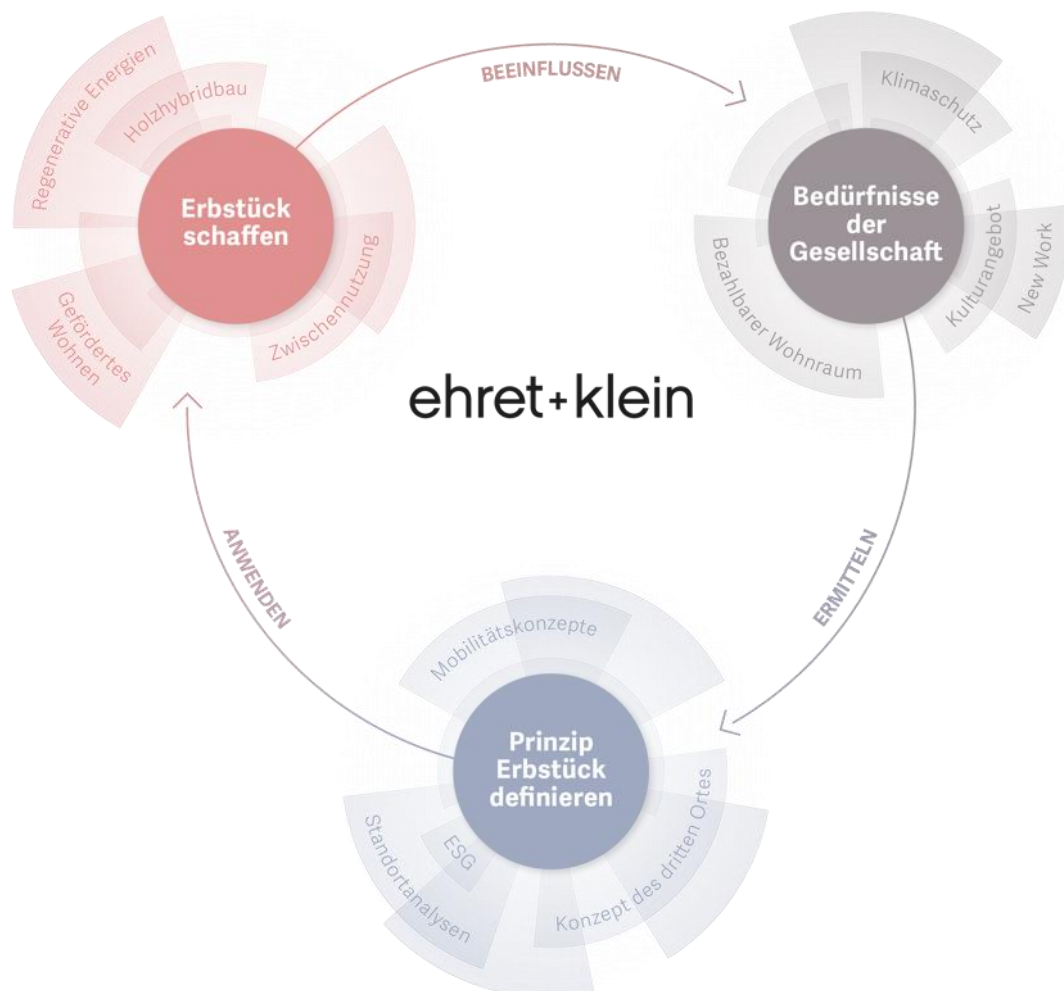 Regenerative Energien
Holzhybridbau
Erbstück
schaffen
Zwischennutzung
Gefördertes
Wohnen
BEEINFLUSSEN
Klimaschutz
Bedürfnisse
der
Gesellschaft
Kulturangebot
New Work
Bezahlbarer Wohnraum
ehret+klein
ANWENDEN
ERMITTELN
Mobilitätskonzepte
Prinzip
Erbstück
definieren
ESG
Standortanalysen
Konzept des dritten Ortes